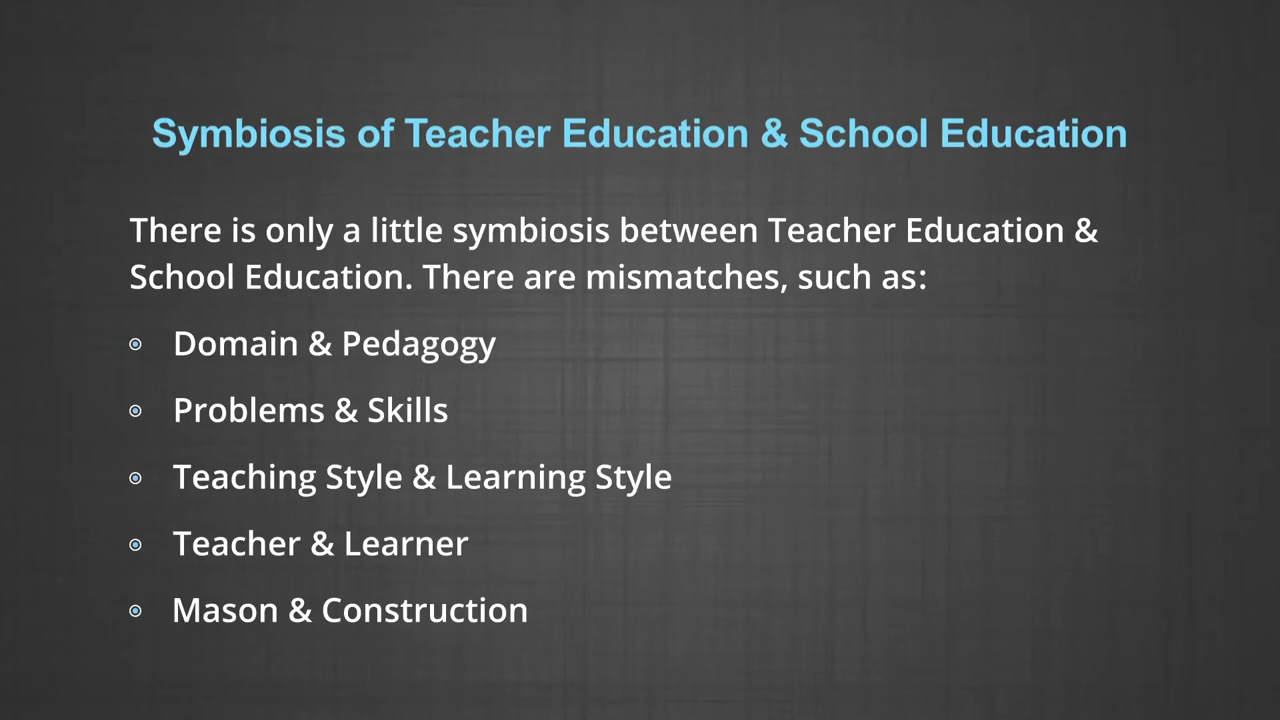 Symbiosis of Teacher Education & School Education
There is only a little symbiosis between Teacher Education &
School Education. There are mismatches, such as:
Domain & Pedagogy
Problems & Skills
Teaching Style & Learning Style
Teacher & Learner
Mason & Construction